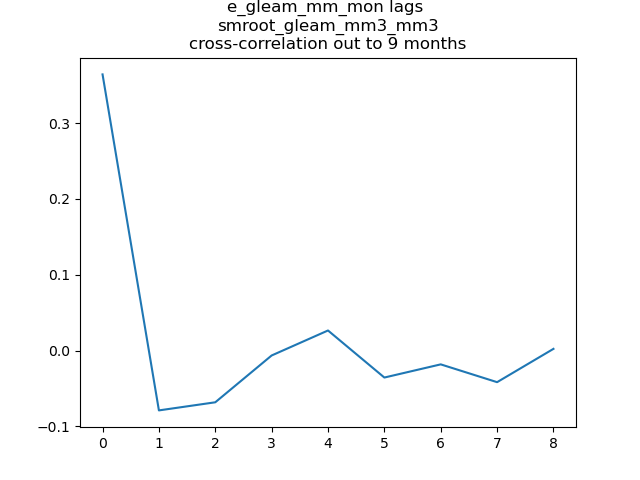 e_gleam_mm_mon lags
smroot_gleam_mm3_mm3
cross-correlation out to 9 months
0.3
0.2
0.1
0.0
−0.1
0 1 2 3 4 5 6 7 8